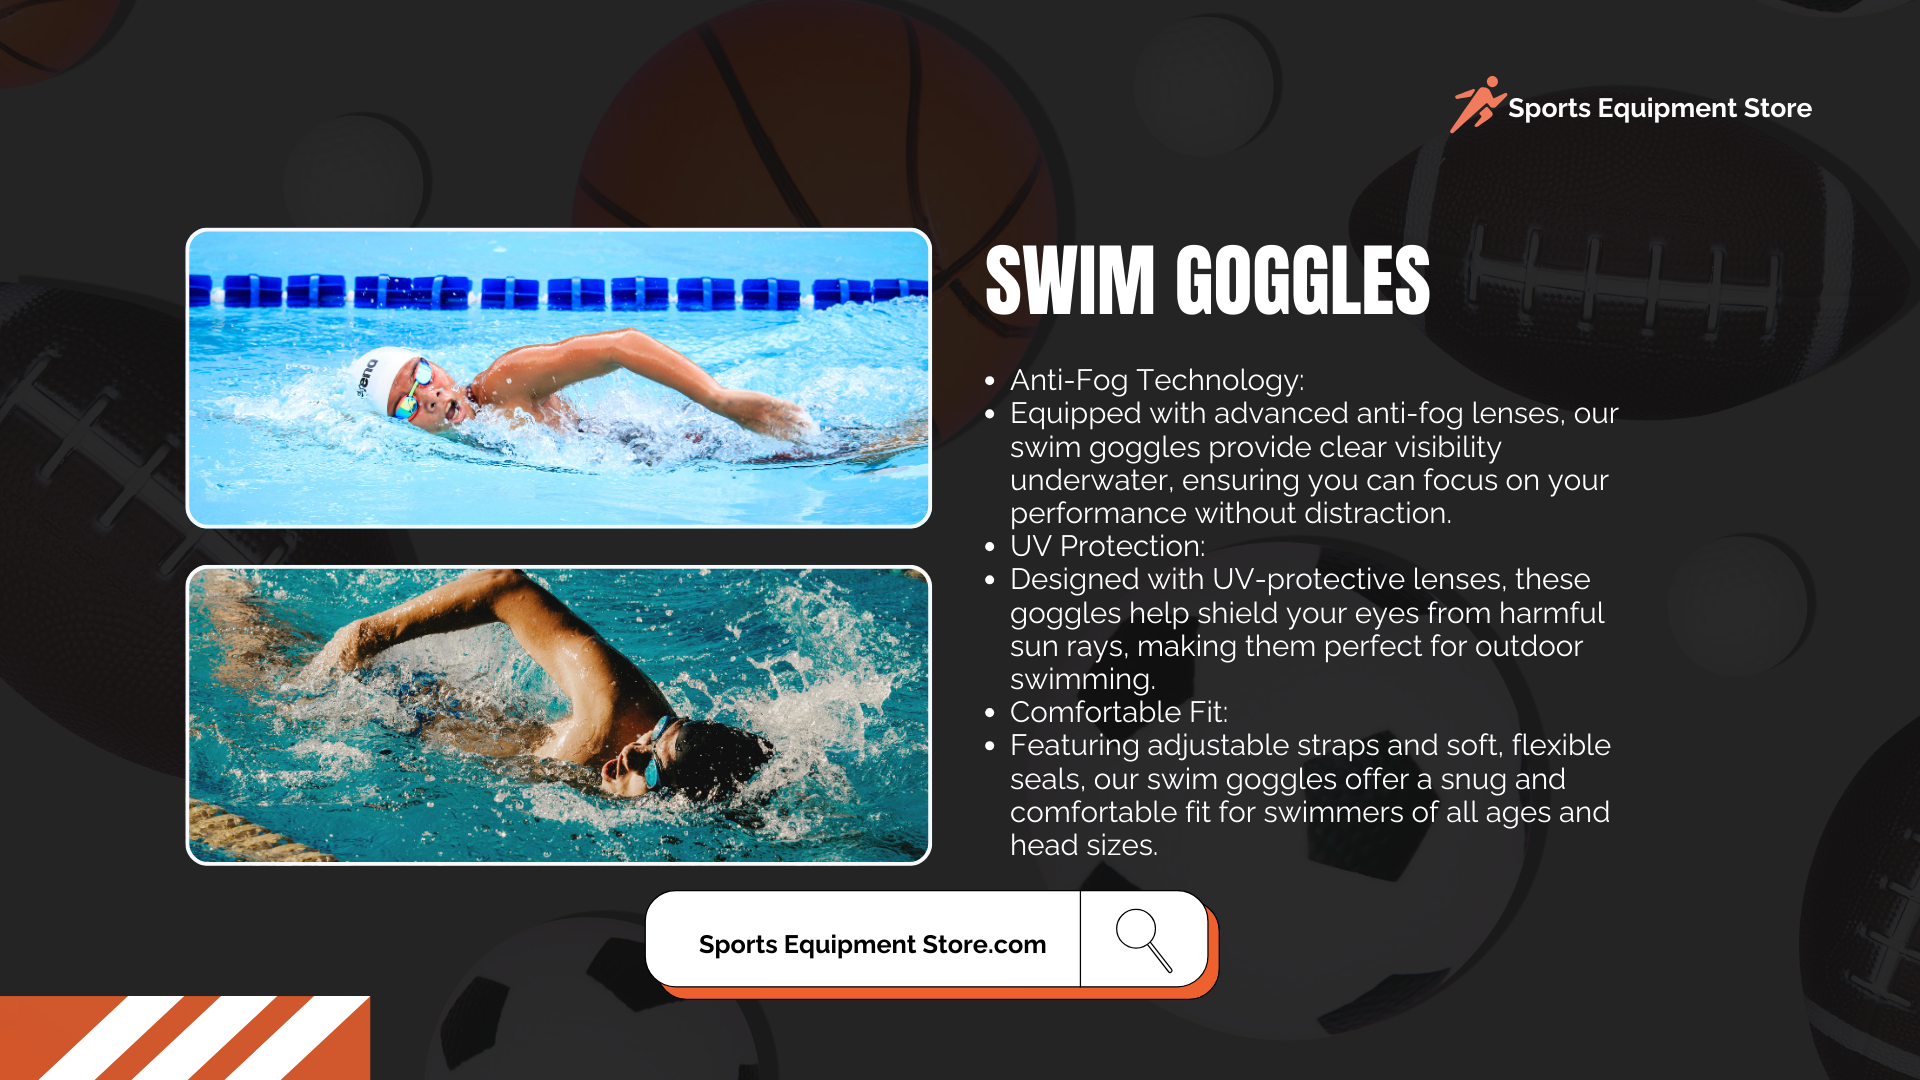 Sports Equipment Store
arena
SWIM GOGGLES
• Anti-Fog Technology:
• Equipped with advanced anti-fog lenses, our
swim goggles provide clear visibility
underwater, ensuring you can focus on your
performance without distraction.
• UV Protection:
• Designed with UV-protective lenses, these
goggles help shield your eyes from harmful
sun rays, making them perfect for outdoor
swimming.
• Comfortable Fit:
• Featuring adjustable straps and soft, flexible
seals, our swim goggles offer a snug and
comfortable fit for swimmers of all ages and
head sizes.
Sports Equipment Store.com